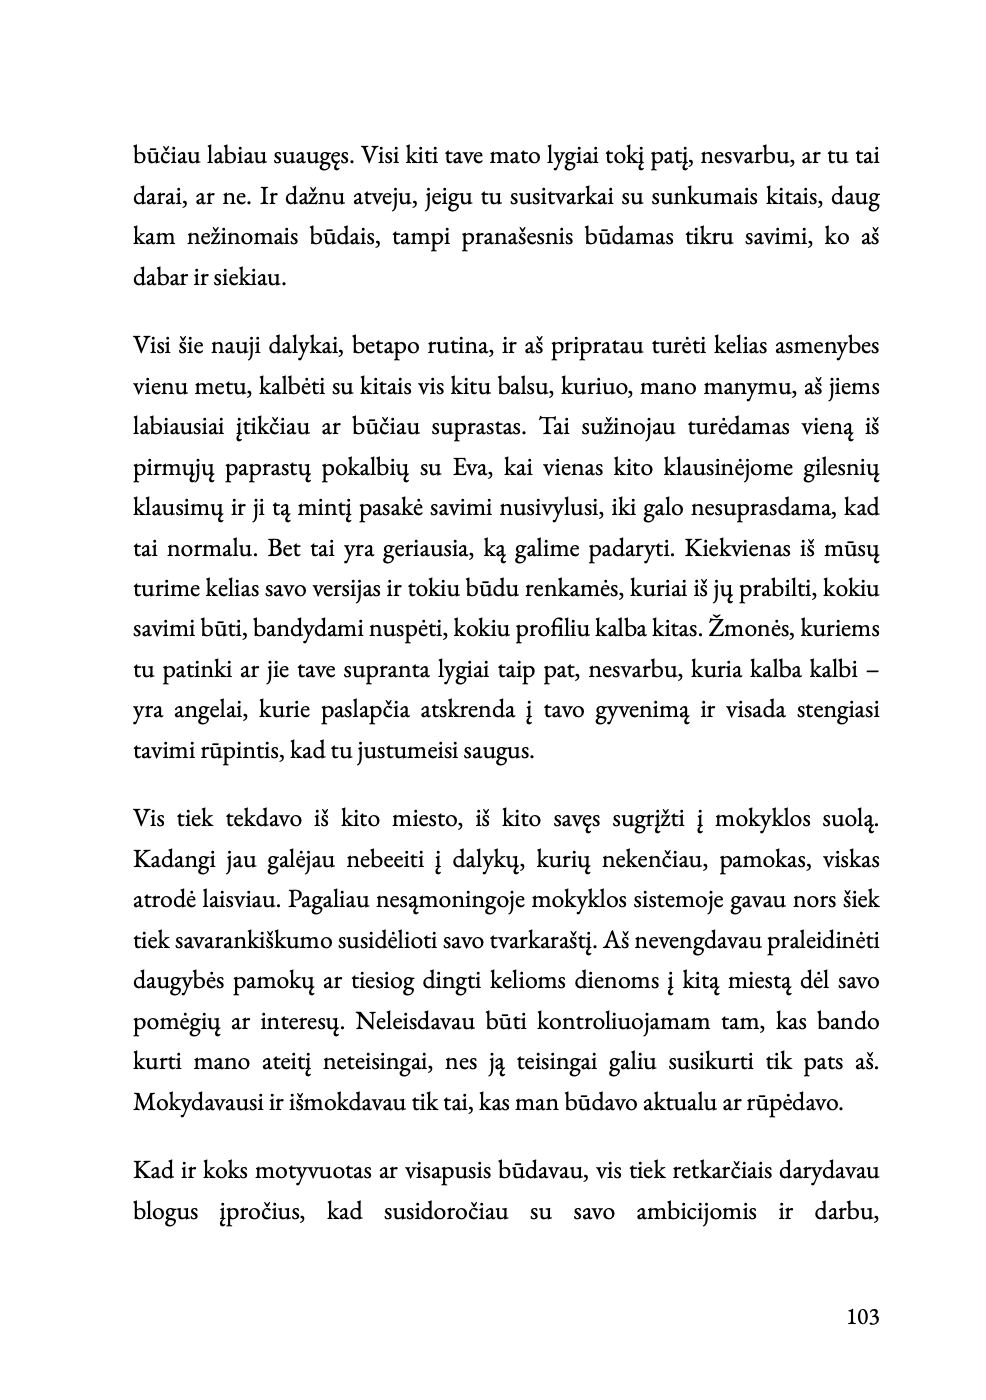 būčiau labiau suaugęs. Visi kiti tave mato lygiai tokį patį, nesvarbu, ar tu tai
darai, ar ne. Ir dažnu atveju, jeigu tu susitvarkai su sunkumais kitais, daug
kam nežinomais būdais, tampi pranašesnis būdamas tikru savimi, ko aš
dabar ir siekiau.
Visi šie nauji dalykai, betapo rutina, ir aš pripratau turėti kelias asmenybes
vienu metu, kalbėti su kitais vis kitu balsu, kuriuo, mano manymu, aš jiems
labiausiai įtikčiau ar būčiau suprastas. Tai sužinojau turėdamas vieną iš
pirmųjų paprastų pokalbių su Eva, kai vienas kito klausinėjome gilesnių
klausimų ir ji tą mintį pasakė savimi nusivylusi, iki galo nesuprasdama, kad
tai normalu. Bet tai yra geriausia, ką galime padaryti. Kiekvienas iš mūsų
turime kelias savo versijas ir tokiu būdu renkamės, kuriai iš jų prabilti, kokiu
savimi būti, bandydami nuspėti, kokiu profiliu kalba kitas. Žmonės, kuriems
tu patinki ar jie tave supranta lygiai taip pat, nesvarbu, kuria kalba kalbi –
yra angelai, kurie paslapčia atskrenda į tavo gyvenimą ir visada stengiasi
tavimi rūpintis, kad tu justumeisi saugus.
Vis tiek tekdavo iš kito miesto, iš kito savęs sugrįžti į mokyklos suolą.
Kadangi jau galėjau nebeeiti į dalykų, kurių nekenčiau, pamokas, viskas
atrodė laisviau. Pagaliau nesąmoningoje mokyklos sistemoje gavau nors šiek
tiek savarankiškumo susidėlioti savo tvarkaraštį. Aš nevengdavau praleidinėti
daugybės pamokų ar tiesiog dingti kelioms dienoms į kitą miestą dėl savo
pomėgių ar interesų. Neleisdavau būti kontroliuojamam tam, kas bando
kurti mano ateitį neteisingai, nes ją teisingai galiu susikurti tik pats aš.
Mokydavausi ir išmokdavau tik tai, kas man būdavo aktualu ar rūpėdavo.
Kad ir koks motyvuotas ar visapusis būdavau, vis tiek retkarčiais darydavau
blogus įpročius, kad susidoročiau su savo ambicijomis ir darbu,
103